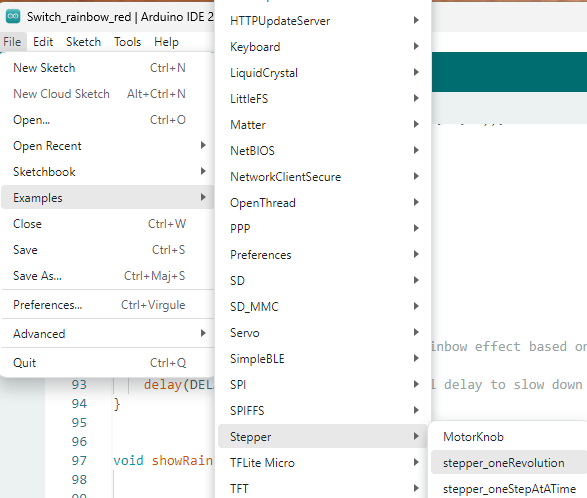 Switch_rainbow_red | Arduino IDE 2
File Edit Sketch Tools Help
New Sketch Ctrl+N
New Cloud Sketch Alt+Ctrl+N
Open... Ctrl+O
Open Recent
Sketchbook
Examples
Close Ctrl+W
Save Ctrl+S
Save As... Ctrl+Maj+S
Preferences... Ctrl+Virgule
Advanced
Quit Ctrl+Q
HTTPUpdateServer
Keyboard
LiquidCrystal
LittleFS
Matter
NetBIOS
NetworkClientSecure
OpenThread
PPP
Preferences
SD
SD_MMC
Servo
SimpleBLE
SPI
SPIFFS
Stepper
TFLite Micro
TFT
MotorKnob
stepper_oneRevolution
stepper_oneStepAtATime
inbow effect based on
93 delay(DEL
l delay to slow down
94 }
95
96
97 void showRain
98